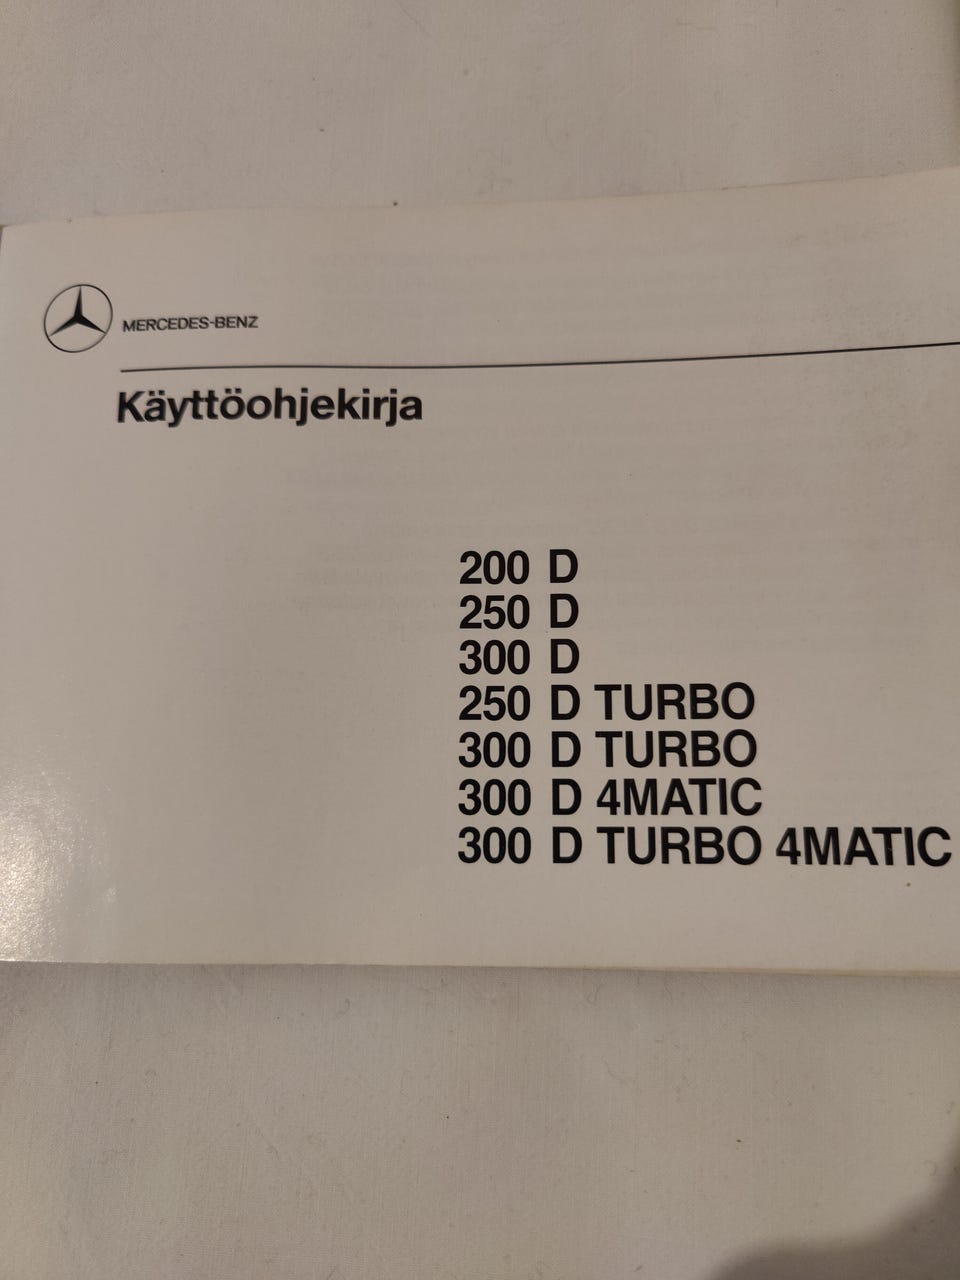 MERCEDES-BENZ
Käyttöohjekirja
200 D
250 D
300 D
250 D TURBO
300 D TURBO
300 D 4MATIC
300 D TURBO 4MATIC